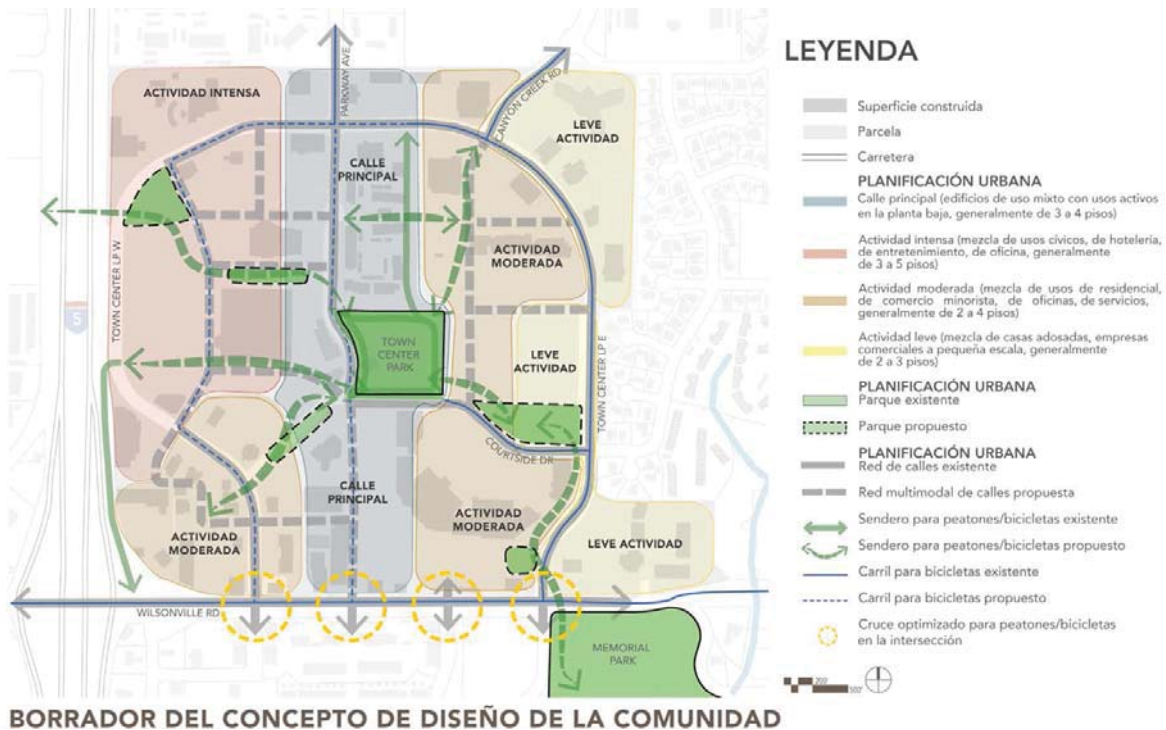 ACTIVIDAD INTENSA
PARKWAY AVE
CANYON CREEK RD
LEVE
ACTIVIDAD
CALLE
PRINCIPAL
TOWN CENTER LP W
5
ACTIVIDAD
MODERADA
TOWN
CENTER
PARK
LEVE
ACTIVIDAD
TOWN CENTER LP E
COURTSIDE DR
CALLE
PRINCIPAL
ACTIVIDAD
MODERADA
ACTIVIDAD
MODERADA
LEVE ACTIVIDAD
WILSONVILLE RD
MEMORIAL
PARK
LEYENDA
Superficie construida
Parcela
Carretera
PLANIFICACIÓN URBANA
Calle principal (edificios de uso mixto con usos activos
en la planta baja, generalmente de 3 a 4 pisos)
Actividad intensa (mezcla de usos cívicos, de hotelería,
de entretenimiento, de oficina, generalmente
de 3 a 5 pisos)
Actividad moderada (mezcla de usos de residencial,
de comercio minorista, de oficinas, de servicios,
generalmente de 2 a 4 pisos)
Actividad leve (mezcla de casas adosadas, empresas
comerciales a pequeña escala, generalmente
de 2 a 3 pisos)
PLANIFICACIÓN URBANA
Parque existente
Parque propuesto
PLANIFICACIÓN URBANA
Red de calles existente
Red multimodal de calles propuesta
Sendero para peatones/bicicletas existente
Sendero para peatones/bicicletas propuesto
Carril para bicicletas existente
Carril para bicicletas propuesto
Cruce optimizado para peatones/bicicletas
en la intersección
200'
500'
BORRADOR DEL CONCEPTO DE DISEÑO DE LA COMUNIDAD